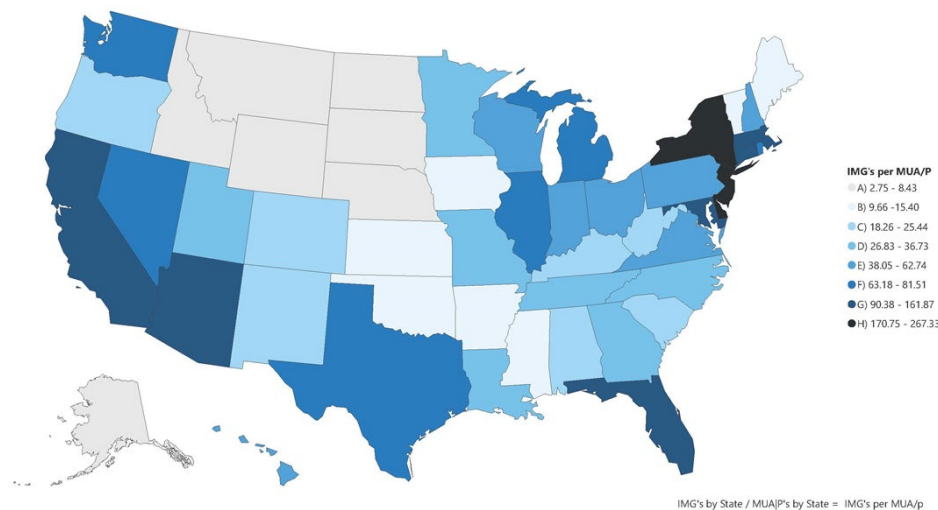 IMG's per MUA/P
A) 2.75 - 8.43
B) 9.66 -15.40
C) 18.26 - 25.44
D) 26.83 - 36.73
E) 38.05 - 62.74
F) 63.18 - 81.51
G) 90.38 - 161.87
H) 170.75 - 267.33
IMG's by State / MUA|P's by State = IMG's per MUA/p